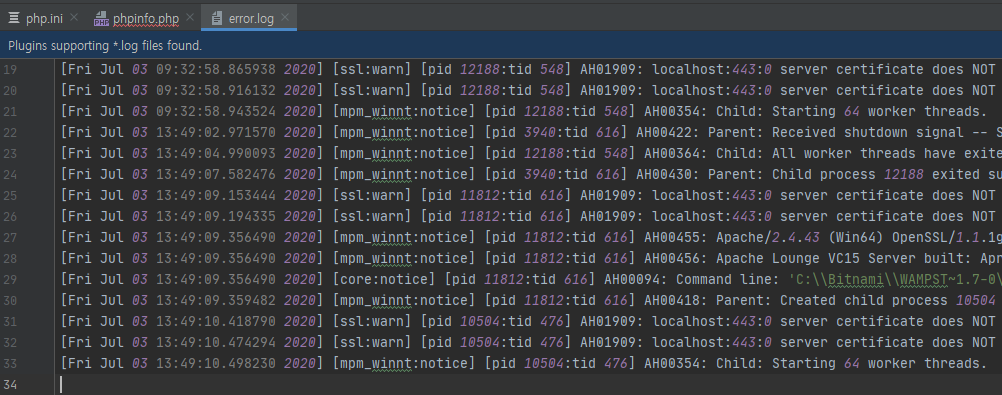 php.ini phpinfo.php error.log
Plugins supporting *.log files found.
19 [Fri Jul 03 09:32:58.865938 2020] [ssl:warn] [pid 12188:tid 548] AH01909: localhost:443:0 server certificate does NOT
20 [Fri Jul 03 09:32:58.916132 2020] [ssl:warn] [pid 12188:tid 548] AH01909: localhost:443:0 server certificate does NOT
21 [Fri Jul 03 09:32:58.943524 2020] [mpm_winnt:notice] [pid 12188:tid 548] AH00354: Child: Starting 64 worker threads.
22 [Fri Jul 03 13:49:02.971570 2020] [mpm_winnt:notice] [pid 3940:tid 616] AH00422: Parent: Received shutdown signal -- S
23 [Fri Jul 03 13:49:04.990093 2020] [mpm_winnt:notice] [pid 12188:tid 548] AH00364: Child: All worker threads have exite
24 [Fri Jul 03 13:49:07.582476 2020] [mpm_winnt:notice] [pid 3940:tid 616] AH00430: Parent: Child process 12188 exited su
25 [Fri Jul 03 13:49:09.153444 2020] [ssl:warn] [pid 11812:tid 616] AH01909: localhost:443:0 server certificate does NOT
26 [Fri Jul 03 13:49:09.194335 2020] [ssl:warn] [pid 11812:tid 616] AH01909: localhost:443:0 server certificate does NOT
27 [Fri Jul 03 13:49:09.356490 2020] [mpm_winnt:notice] [pid 11812:tid 616] AH00455: Apache/2.4.43 (Win64) OpenSSL/1.1.1g
28 [Fri Jul 03 13:49:09.356490 2020] [mpm_winnt:notice] [pid 11812:tid 616] AH00456: Apache Lounge VC15 Server built: Apr
29 [Fri Jul 03 13:49:09.356490 2020] [core:notice] [pid 11812:tid 616] AH00094: Command line: 'C:\\Bitnami\\WAMPST~1.7-0\
30 [Fri Jul 03 13:49:09.359482 2020] [mpm_winnt:notice] [pid 11812:tid 616] AH00418: Parent: Created child process 10504
31 [Fri Jul 03 13:49:10.418790 2020] [ssl:warn] [pid 10504:tid 476] AH01909: localhost:443:0 server certificate does NOT
32 [Fri Jul 03 13:49:10.474294 2020] [ssl:warn] [pid 10504:tid 476] AH01909: localhost:443:0 server certificate does NOT
33 [Fri Jul 03 13:49:10.498230 2020] [mpm_winnt:notice] [pid 10504:tid 476] AH00354: Child: Starting 64 worker threads.
34